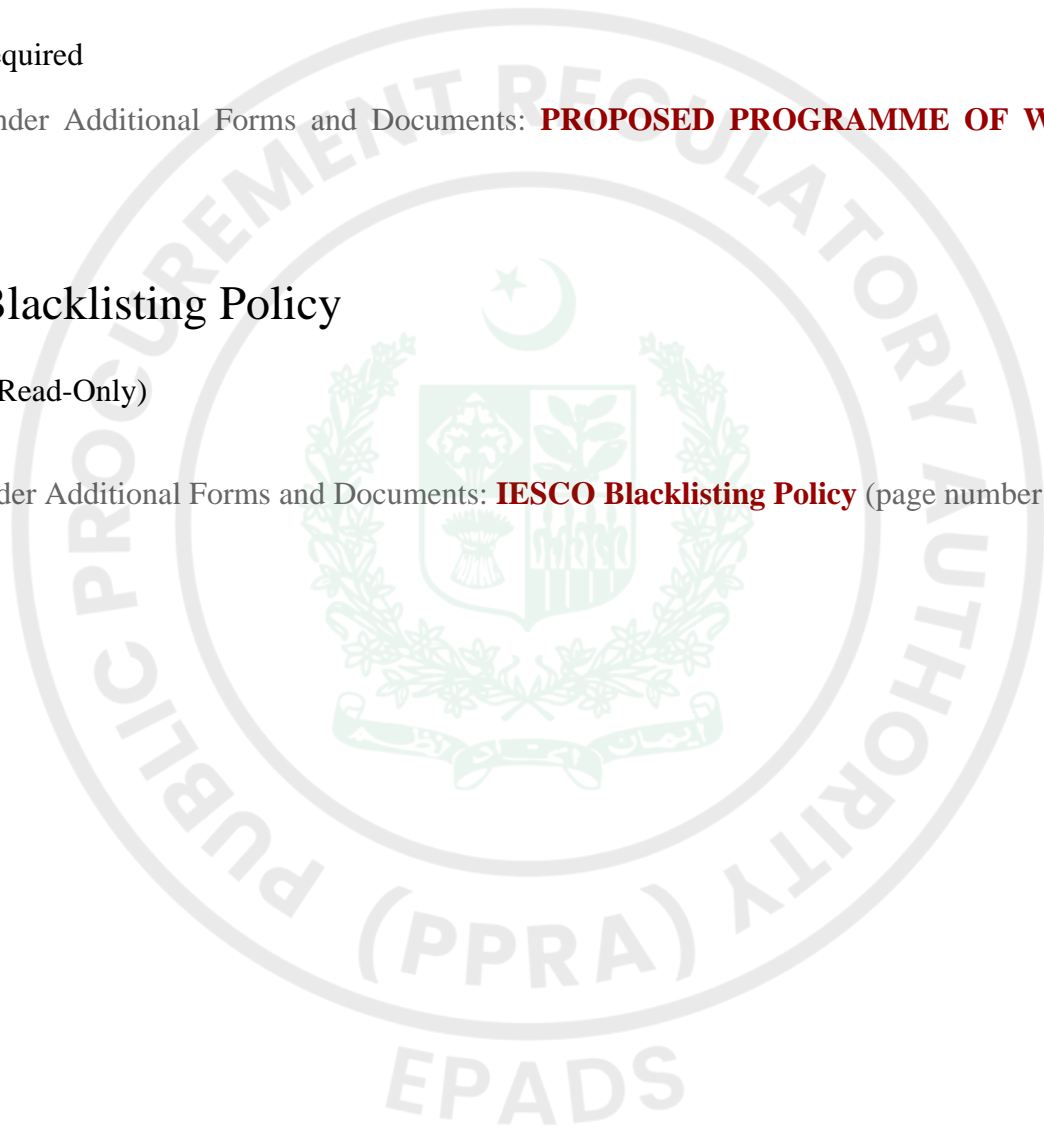 equired
nder Additional Forms and Documents: PROPOSED PROGRAMME OF W
Blacklisting Policy
Read-Only)
der Additional Forms and Documents: IESCO Blacklisting Policy (page number
PUBLIC PROCUREMENT REGULATORY AUTHORITY
(PPRA)
EPADS